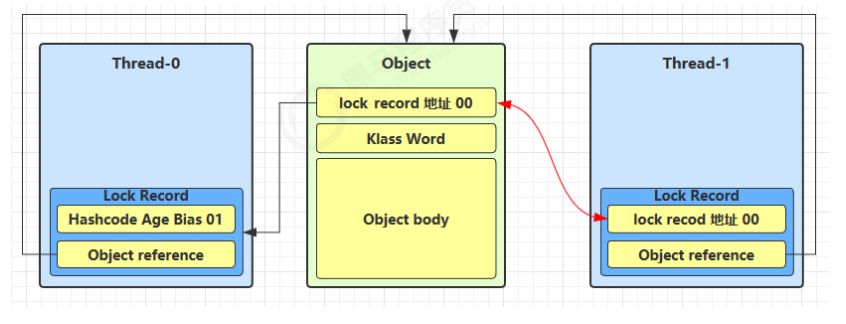 Thread-0
Lock Record
Hashcode Age Bias 01
Object reference
Object
lock record 地址 00
Klass Word
Object body
Thread-1
Lock Record
lock recod 地址 00
Object reference